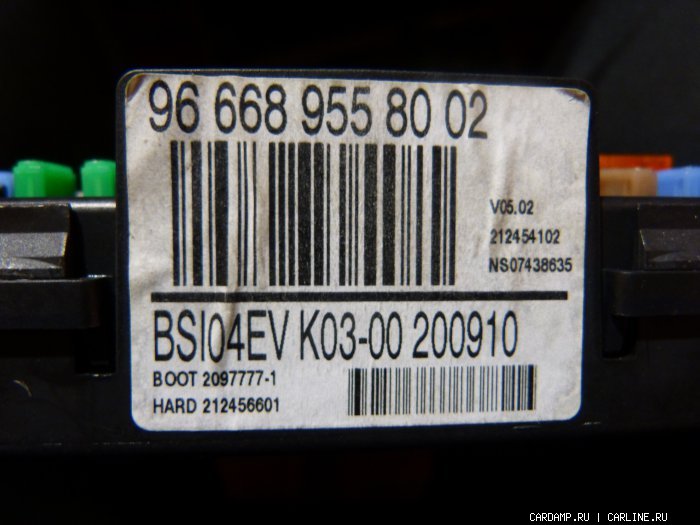 96 668 955 80 02
V05.02
212454102
NS07438635
BSI04EV K03-00 200910
BOOT 2097777-1
HARD 212456601
CARDAMP.RU | CARLINE.RU